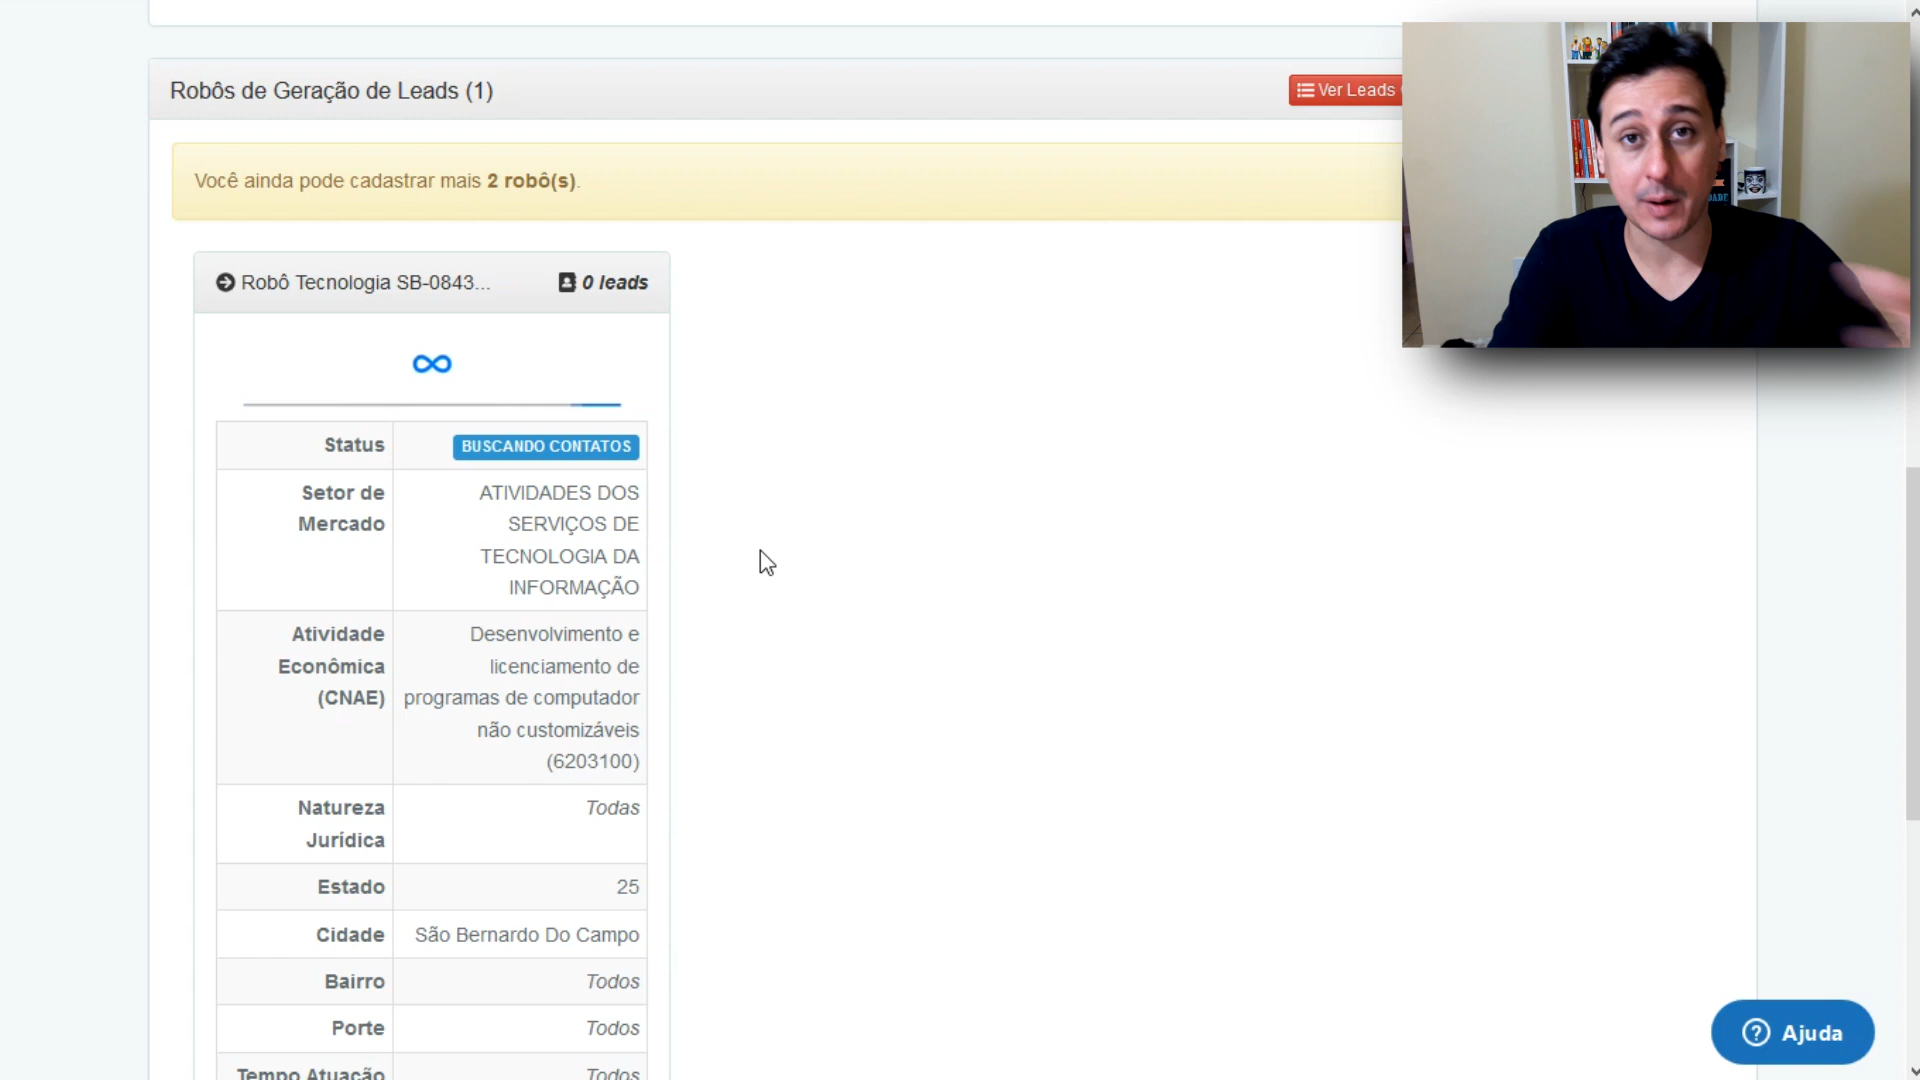 Robôs de Geração de Leads (1)
Ver Leads
Você ainda pode cadastrar mais 2 robô(s).
Robô Tecnologia SB-0843...
0 leads
Status
BUSCANDO CONTATOS
Setor de
Mercado
ATIVIDADES DOS
SERVIÇOS DE
TECNOLOGIA DA
INFORMAÇÃO
Atividade
Econômica
(CNAE)
Desenvolvimento e
licenciamento de
programas de computador
não customizáveis
(6203100)
Natureza
Jurídica
Todas
Estado
25
Cidade
São Bernardo Do Campo
Bairro
Todos
Porte
Todos
Tempo Atuação
Todos
Ajuda